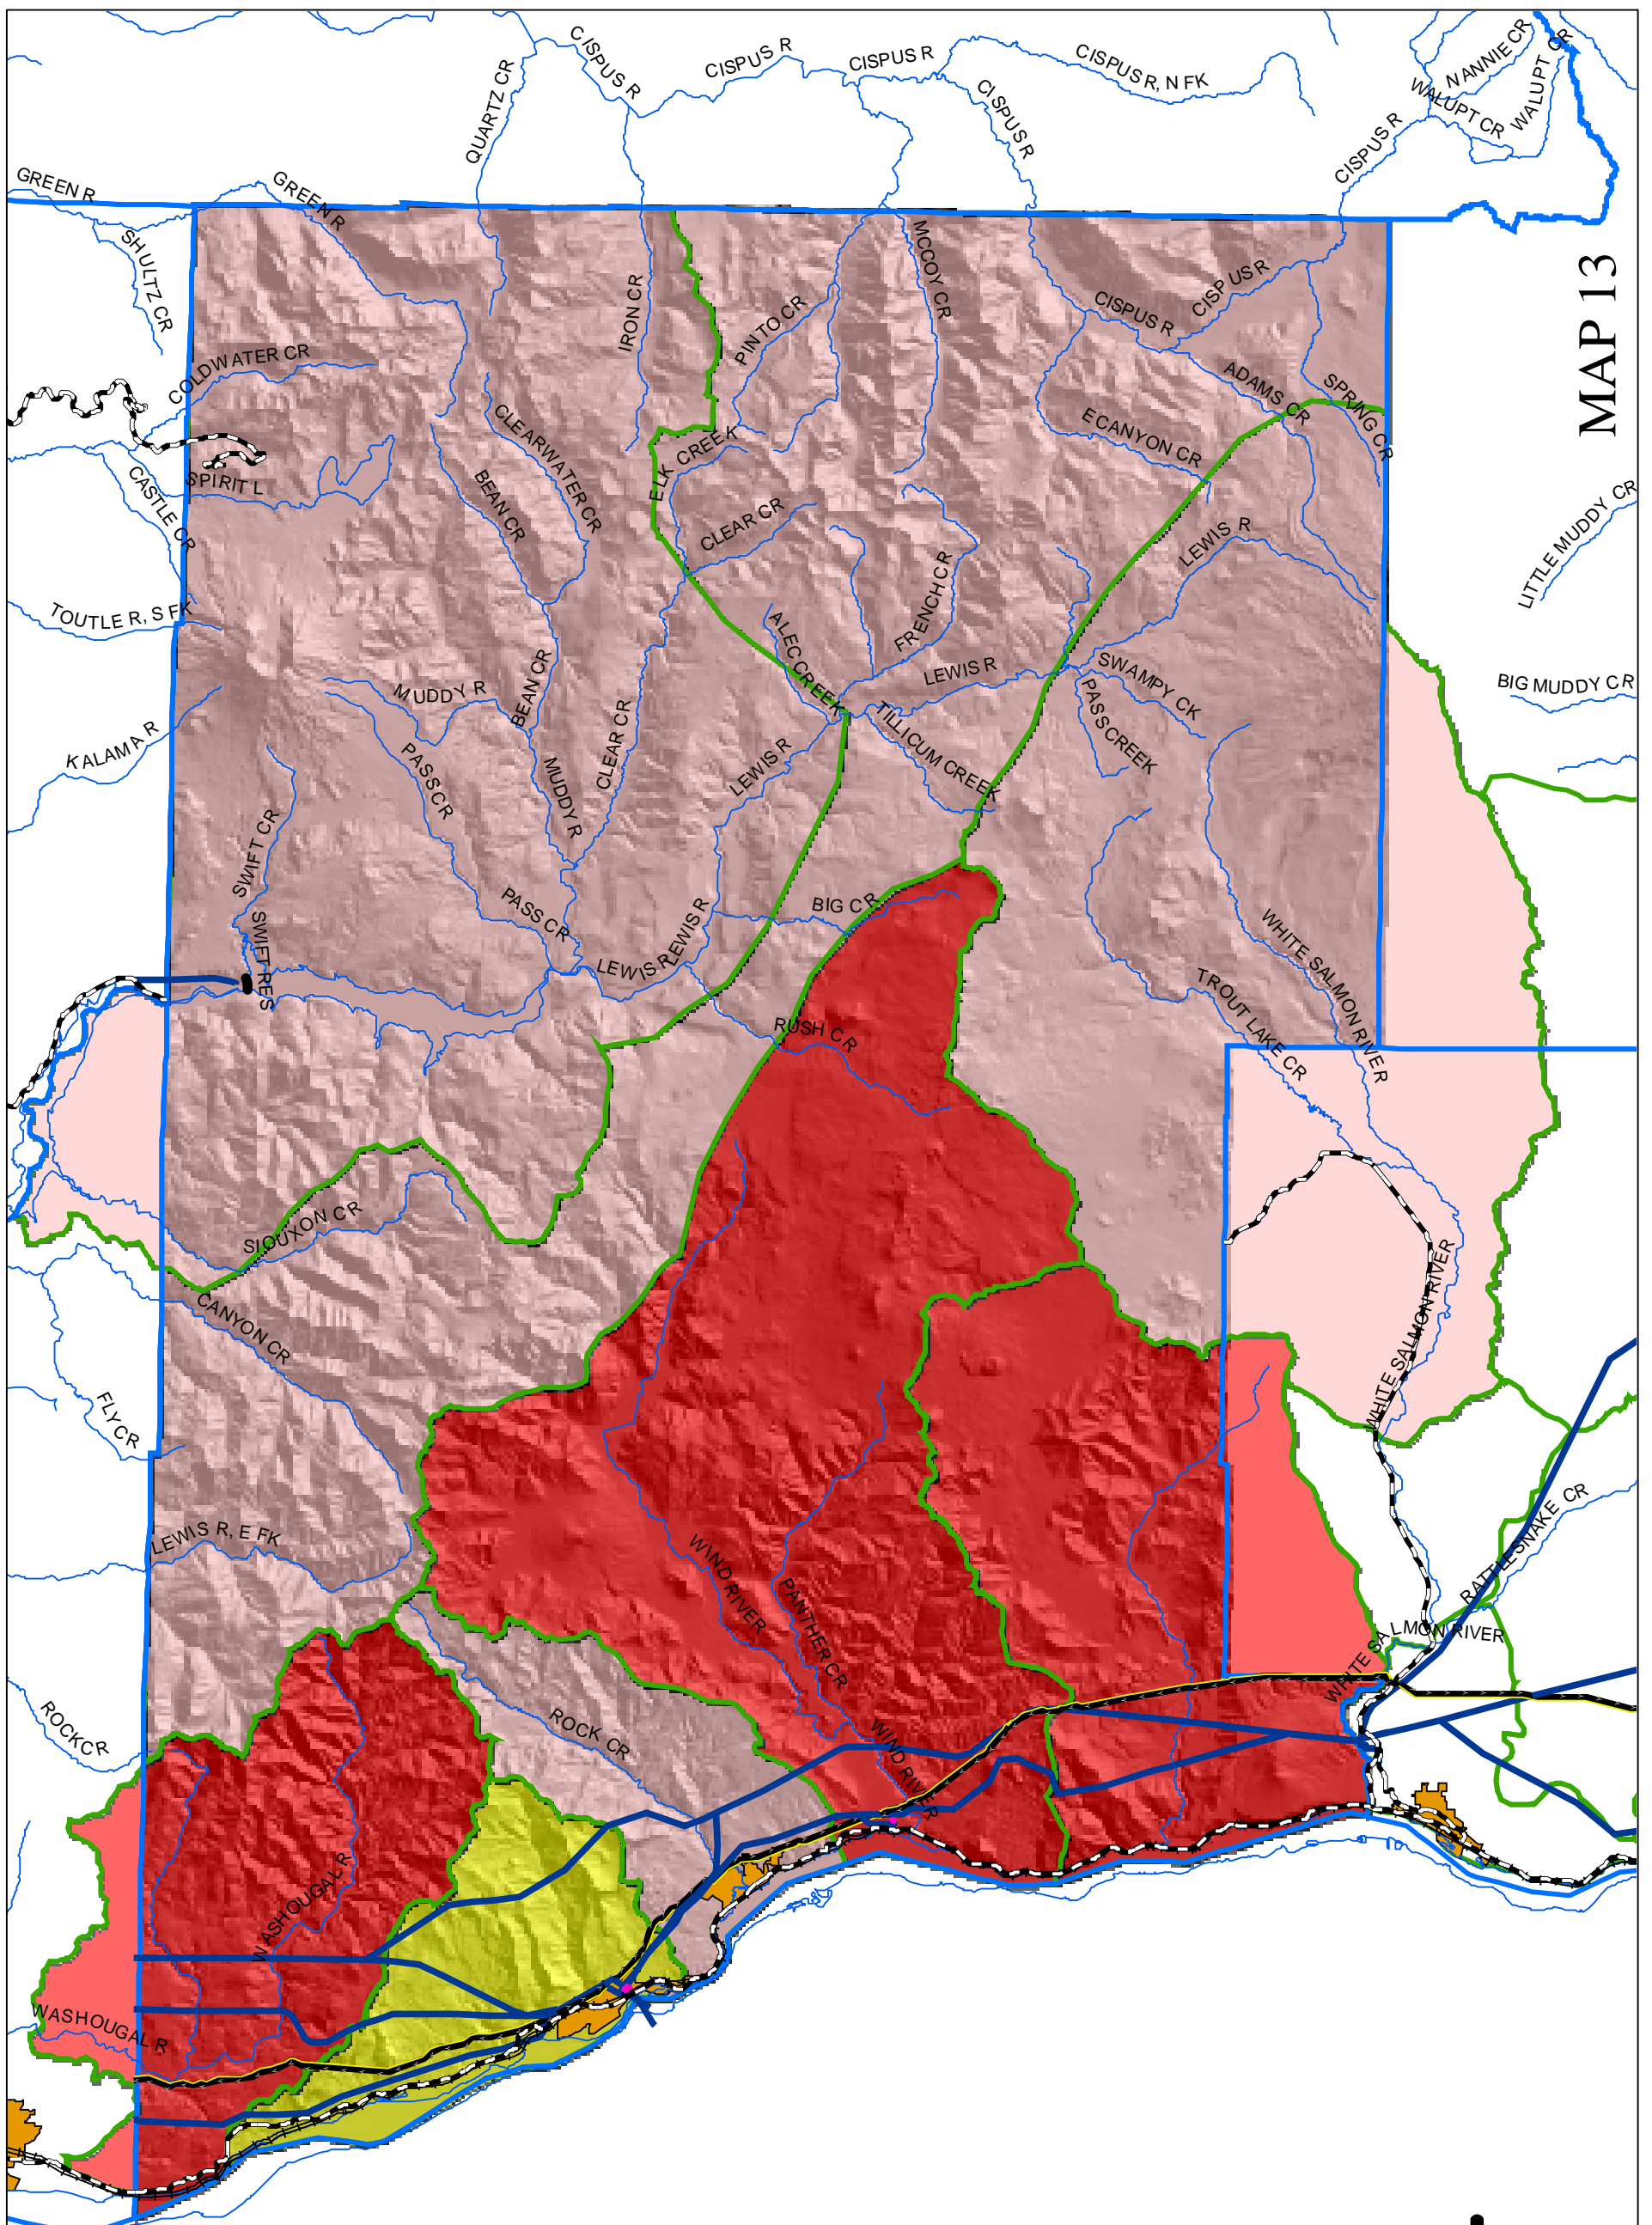 CISPUS R
CISPUS R
CISPUS R
CISPUS R, N FK
NANNIE CR
WALUPT CR
WALUPT CR
QUARTZ CR
CISPUS R
CISPUS R
GREEN R
GREEN R
SHULTZ CR
MCCOY CR
CISPUS R
CISPUS R
MAP 13
IRON CR
PINTO CR
COLDWATER CR
ADAMS CR
SPRING CR
CLEARWATER CR
ELK CREEK
E CANYON CR
SPIRIT L
CASTLE CR
BEAN CR
CLEAR CR
LEWIS R
LITTLE MUDDY CR
TOUTLE R, S FK
FRENCH CR
ALEC CREEK
LEWIS R
SWAMPY CK
BIG MUDDY CR
MUDDY R
BEAN CR
PASS CREEK
KALAMA R
CLEAR CR
TILLICUM CREEK
LEWIS R
PASS CR
MUDDY R
SWIFT CR
PASS CR
BIG CR
LEWIS R
LEWIS R
SWIFT RES
WHITE SALMON RIVER
TROUT LAKE CR
RUSH CR
SIOUXON CR
CANYON CR
WHITE SALMON RIVER
FLY CR
LEWIS R, E FK
RATTLESNAKE CR
WIND RIVER
PANTHER CR
WHITE SALMON RIVER
ROCK CR
ROCK CR
WIND RIVER
WASHOUGAL R
WASHOUGAL R